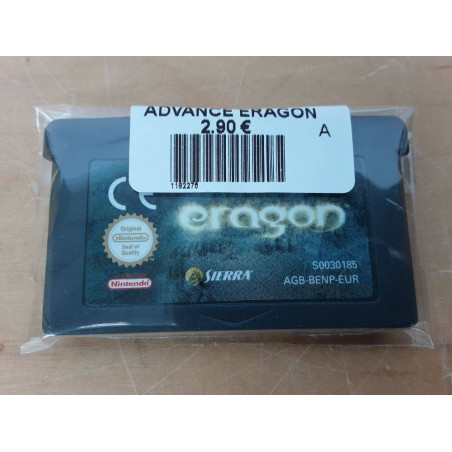 ADVANCE ERAGON
2.90 €
A
1182276
CE
eragon
Original
Nintendo
Seal of
Quality
Nintendo
SIERRA
S0030185
AGB-BENP-EUR